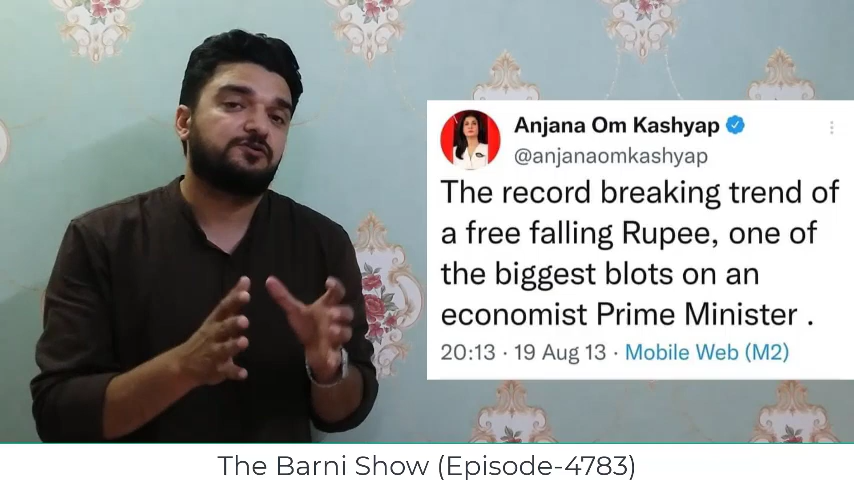 Anjana Om Kashyap
@anjanaomkashyap
The record breaking trend of
a free falling Rupee, one of
the biggest blots on an
economist Prime Minister .
20:13 · 19 Aug 13 · Mobile Web (M2)
The Barni Show (Episode-4783)